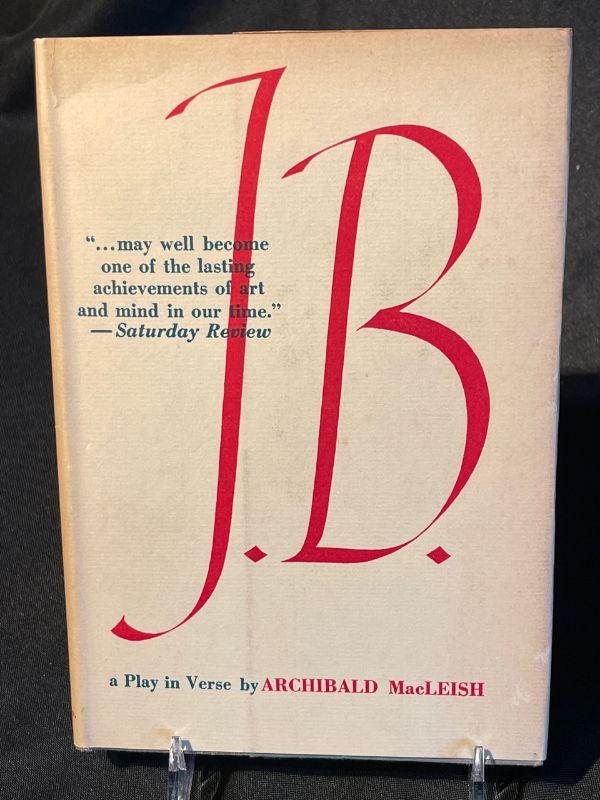 J.B.
“...may well become
one of the lasting
achievements of art
and mind in our time.”
—Saturday Review
a Play in Verse by ARCHIBALD MacLEISH